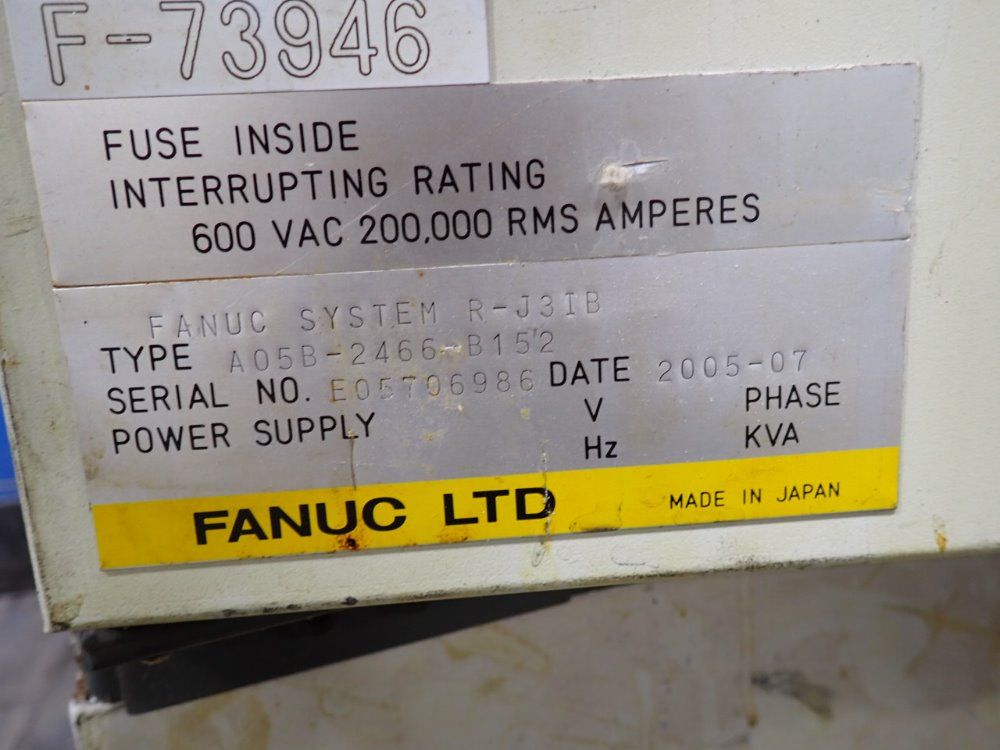 F-73946
FUSE INSIDE
INTERRUPTING RATING
600 VAC 200,000 RMS AMPERES
FANUC SYSTEM R-J3IB
TYPE A05B-2466-B152
SERIAL NO. E05706986 DATE 2005-07
POWER SUPPLY V PHASE
Hz KVA
FANUC LTD MADE IN JAPAN